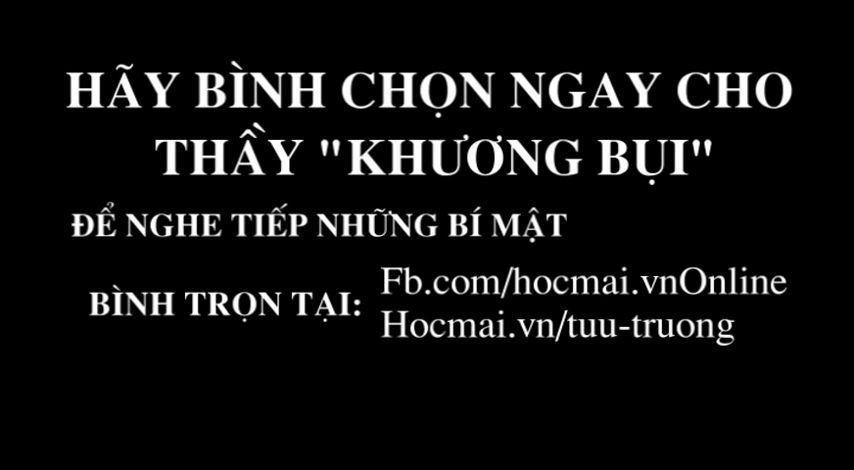 HÃY BÌNH CHỌN NGAY CHO
THẦY "KHƯƠNG BỤI"
ĐỂ NGHE TIẾP NHỮNG BÍ MẬT
BÌNH TRỌN TẠI:
Fb.com/hocmai.vnOnline
Hocmai.vn/tuu-truong